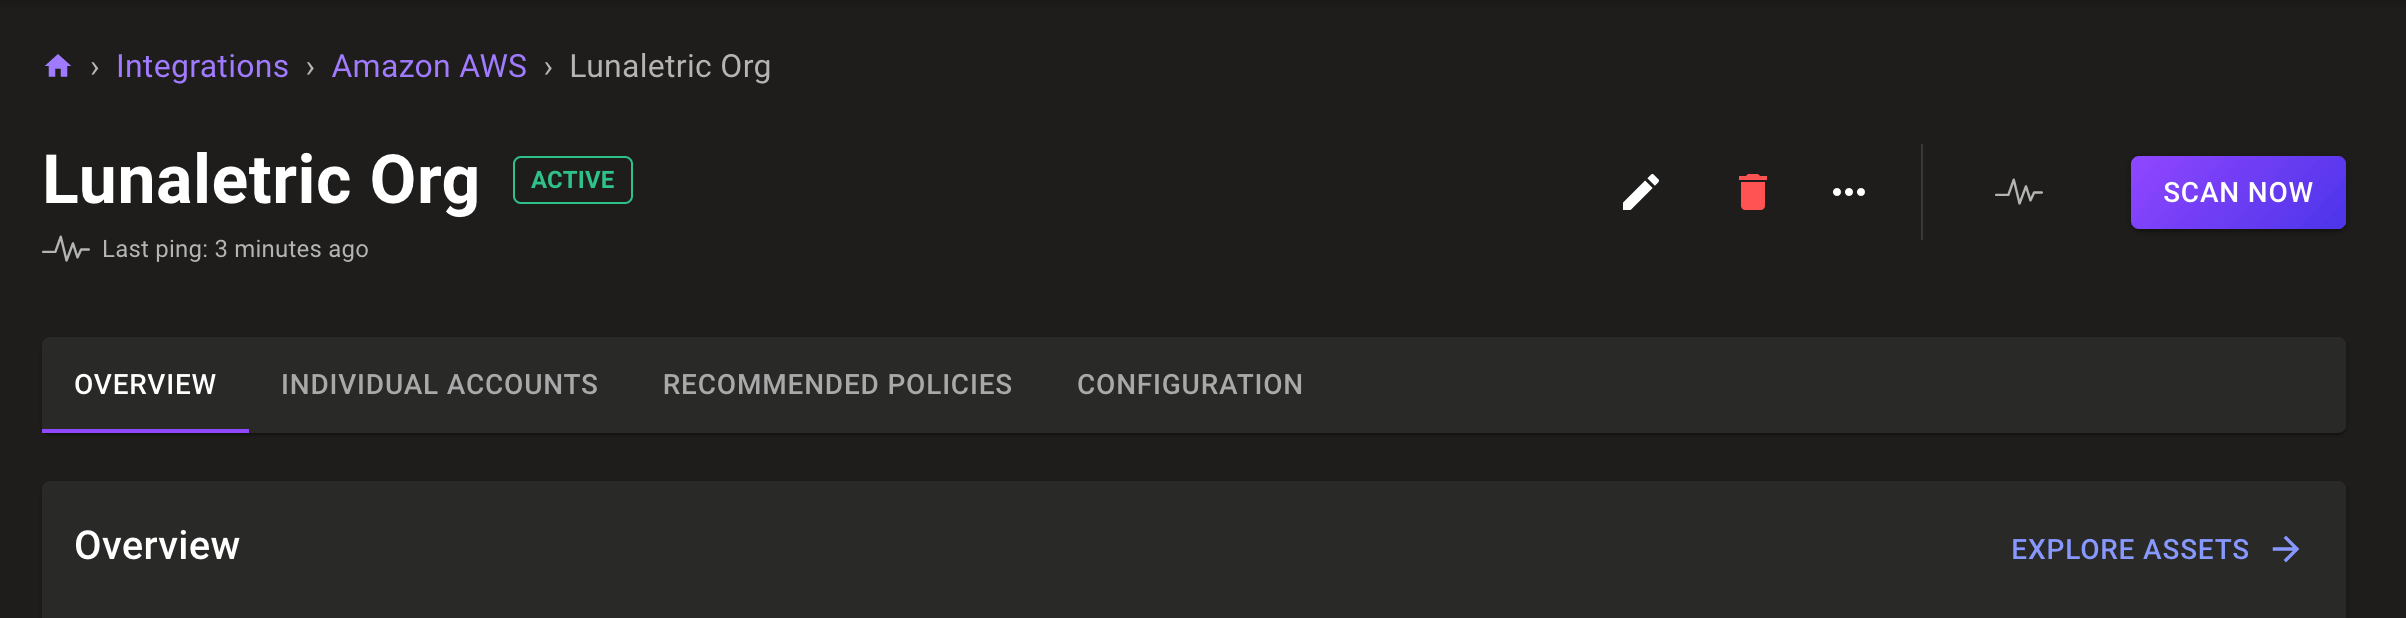 › Integrations › Amazon AWS › Lunaletric Org
Lunaletric Org ACTIVE
SCAN NOW
Last ping: 3 minutes ago
OVERVIEW INDIVIDUAL ACCOUNTS RECOMMENDED POLICIES CONFIGURATION
Overview
EXPLORE ASSETS →